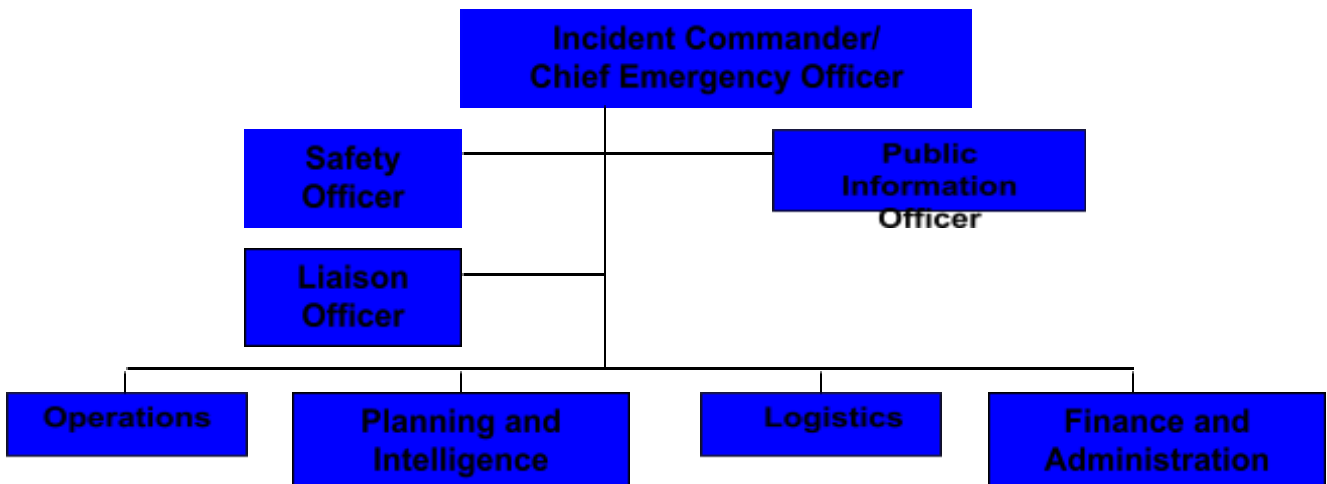 Incident Commander/
Chief Emergency Officer
Safety
Officer
Public
Information
Officer
Liaison
Officer
Operations
Planning and
Intelligence
Logistics
Finance and
Administration